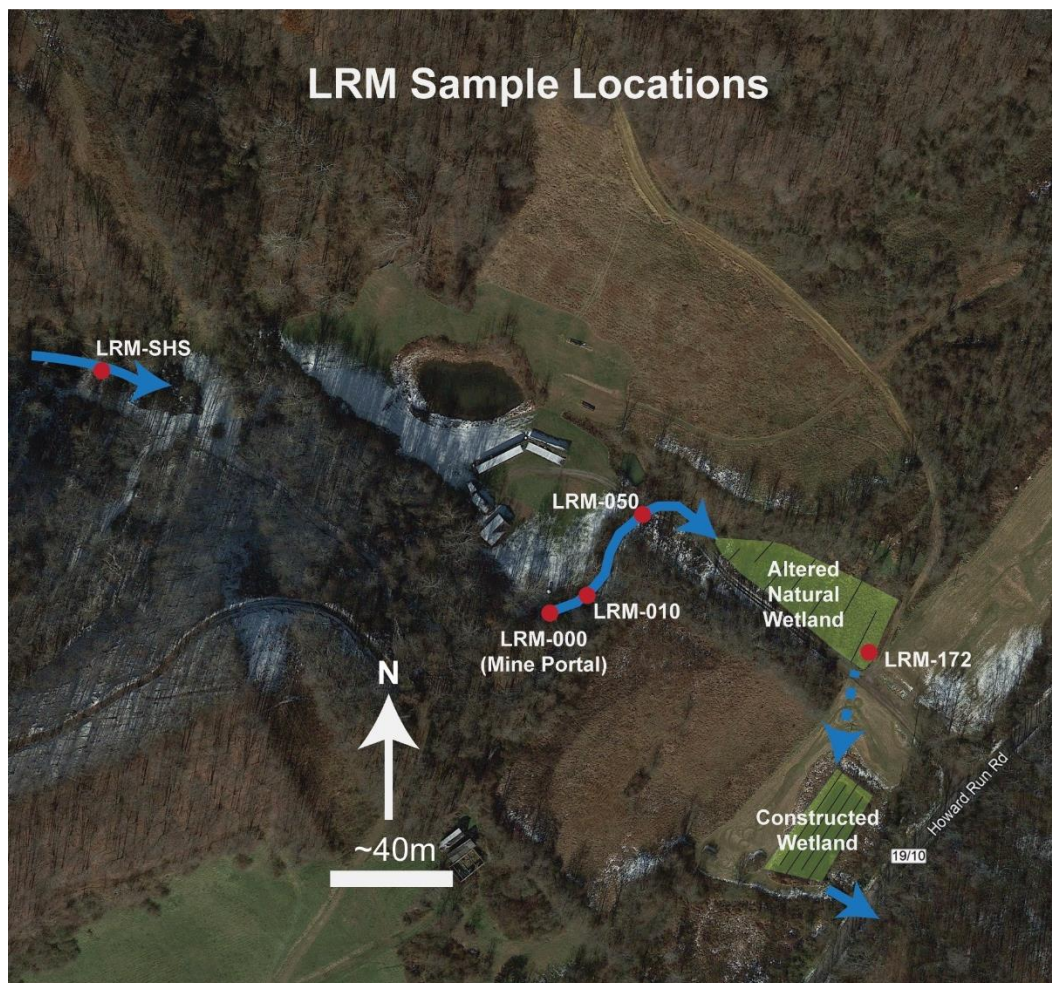 LRM Sample Locations
LRM-SHS
LRM-050
LRM-010
LRM-000
(Mine Portal)
Altered
Natural
Wetland
LRM-172
N
~40m
Constructed
Wetland
Howard Run Rd
19/10